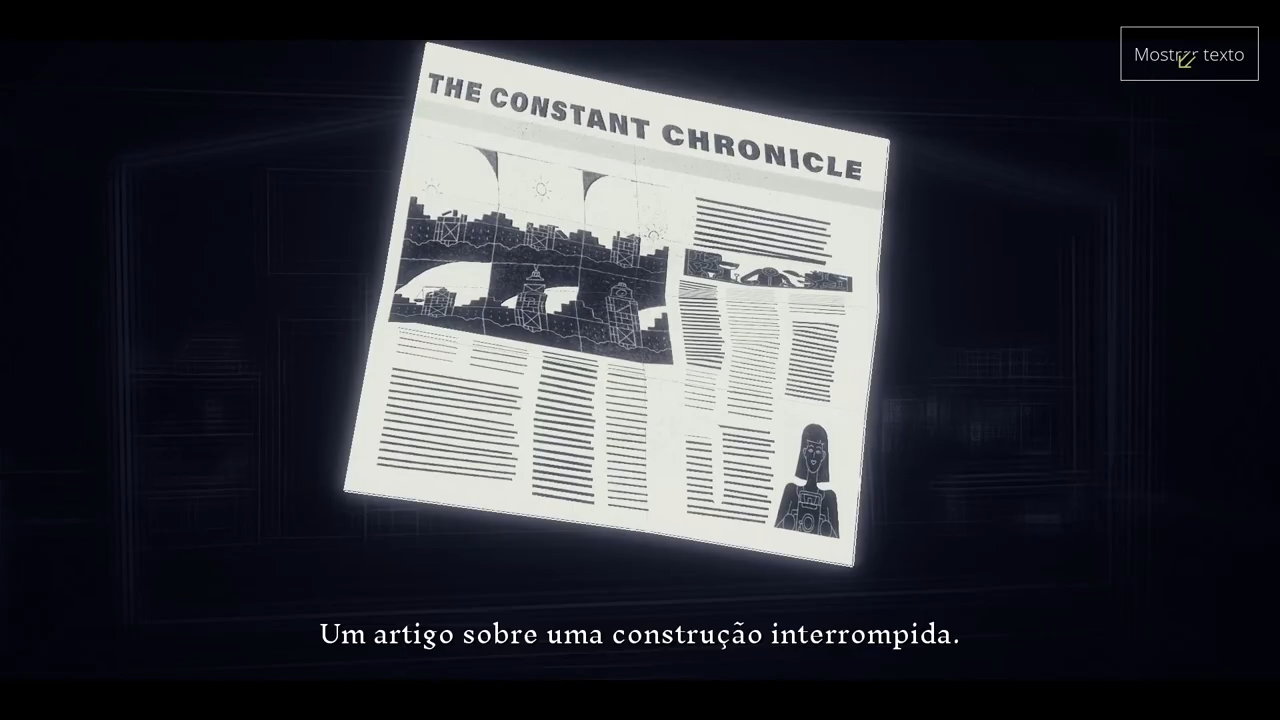 Mostrar texto
THE CONSTANT CHRONICLE
Um artigo sobre uma construção interrompida.